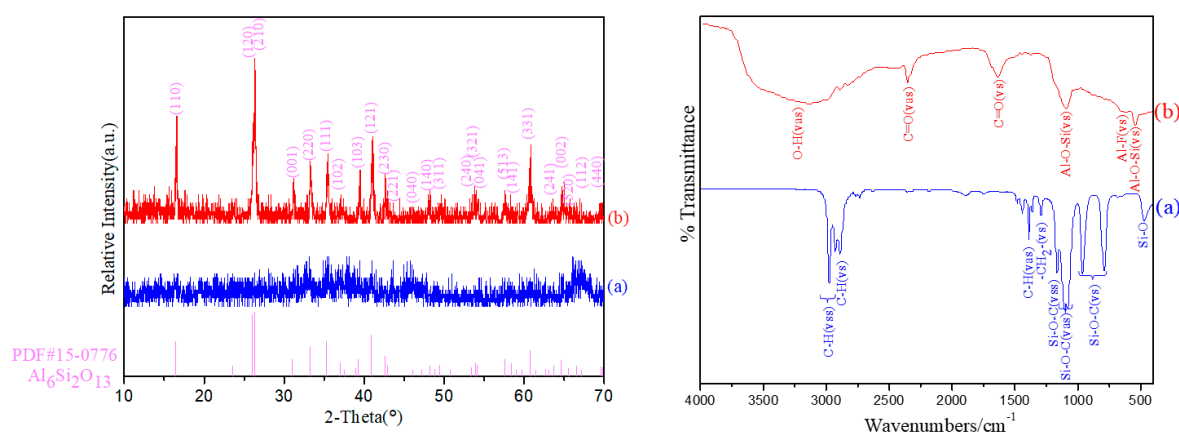 Relative Intensity(a.u.)
(110)
(120)
(210)
(001)
(220)
(111)
(102)
(103)
(121)
(230)
(221)
(040)
(140)
(311)
(240)
(321)
(041)
(513)
(141)
(331)
(241)
(002)
(520)
(112)
(440)
(b)
(a)
PDF#15-0776
Al6Si2O13
10 20 30 40 50 60 70
2-Theta(°)
% Transmittance
O-H(vas)
C=O(vas)
C=O(vs)
Al-O-Si(vas)
Al-F(vs)
Al-O-Si(vs)
(b)
(a)
C-H(vss)
C-H(vs)
C-H(vas)
-CH2-(vs)
Si-O-C(vss)
Si-O-C(vas)
Si-O-C(vs)
Si-O
4000 3000 2500 2000 1500 1000 500
Wavenumbers/cm-1